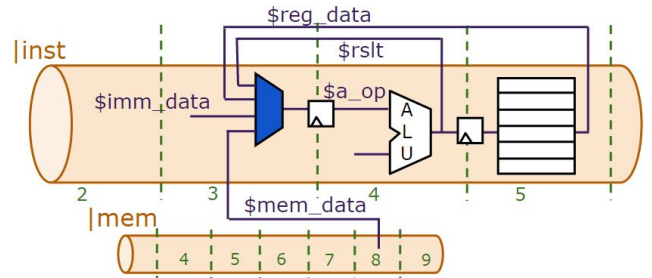 $reg_data
|inst
$rslt
$imm_data
$a_op
A
L
U
2
3
4
5
$mem_data
|mem
4
5
6
7
8
9